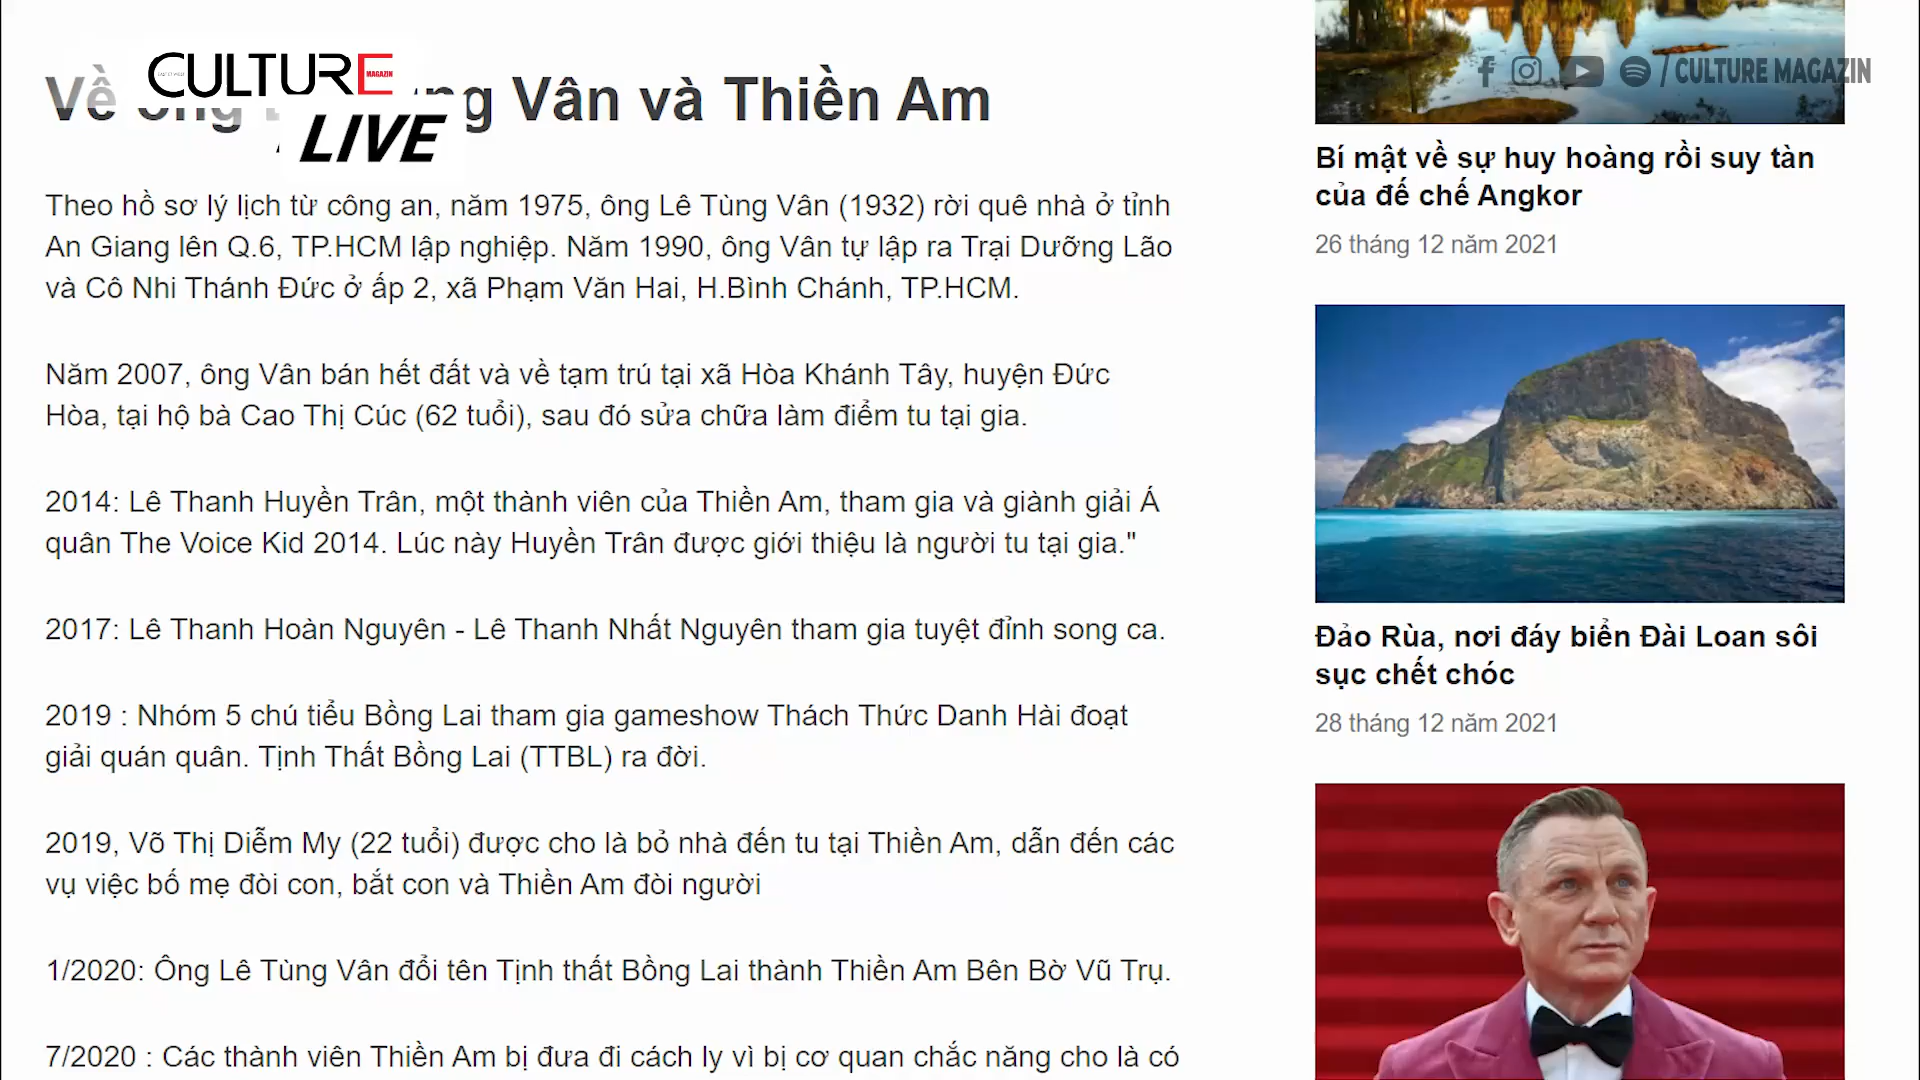 CULTURE
MAGAZIN
LIVE
Về ông Vân và Thiền Am
Theo hồ sơ lý lịch từ công an, năm 1975, ông Lê Tùng Vân (1932) rời quê nhà ở tỉnh
An Giang lên Q.6, TP.HCM lập nghiệp. Năm 1990, ông Vân tự lập ra Trại Dưỡng Lão
và Cô Nhi Thánh Đức ở ấp 2, xã Phạm Văn Hai, H.Bình Chánh, TP.HCM.
Năm 2007, ông Vân bán hết đất và về tạm trú tại xã Hòa Khánh Tây, huyện Đức
Hòa, tại hộ bà Cao Thị Cúc (62 tuổi), sau đó sửa chữa làm điểm tu tại gia.
2014: Lê Thanh Huyền Trân, một thành viên của Thiền Am, tham gia và giành giải Á
quân The Voice Kid 2014. Lúc này Huyền Trân được giới thiệu là người tu tại gia."
2017: Lê Thanh Hoàn Nguyên - Lê Thanh Nhất Nguyên tham gia tuyệt đỉnh song ca.
2019 : Nhóm 5 chú tiểu Bồng Lai tham gia gameshow Thách Thức Danh Hài đoạt
giải quán quân. Tịnh Thất Bồng Lai (TTBL) ra đời.
2019, Võ Thị Diễm My (22 tuổi) được cho là bỏ nhà đến tu tại Thiền Am, dẫn đến các
vụ việc bố mẹ đòi con, bắt con và Thiền Am đòi người
1/2020: Ông Lê Tùng Vân đổi tên Tịnh thất Bồng Lai thành Thiền Am Bên Bờ Vũ Trụ.
7/2020 : Các thành viên Thiền Am bị đưa đi cách ly vì bị cơ quan chắc năng cho là có
/ CULTURE MAGAZIN
Bí mật về sự huy hoàng rồi suy tàn
của đế chế Angkor
26 tháng 12 năm 2021
Đảo Rùa, nơi đáy biển Đài Loan sôi
sục chết chóc
28 tháng 12 năm 2021